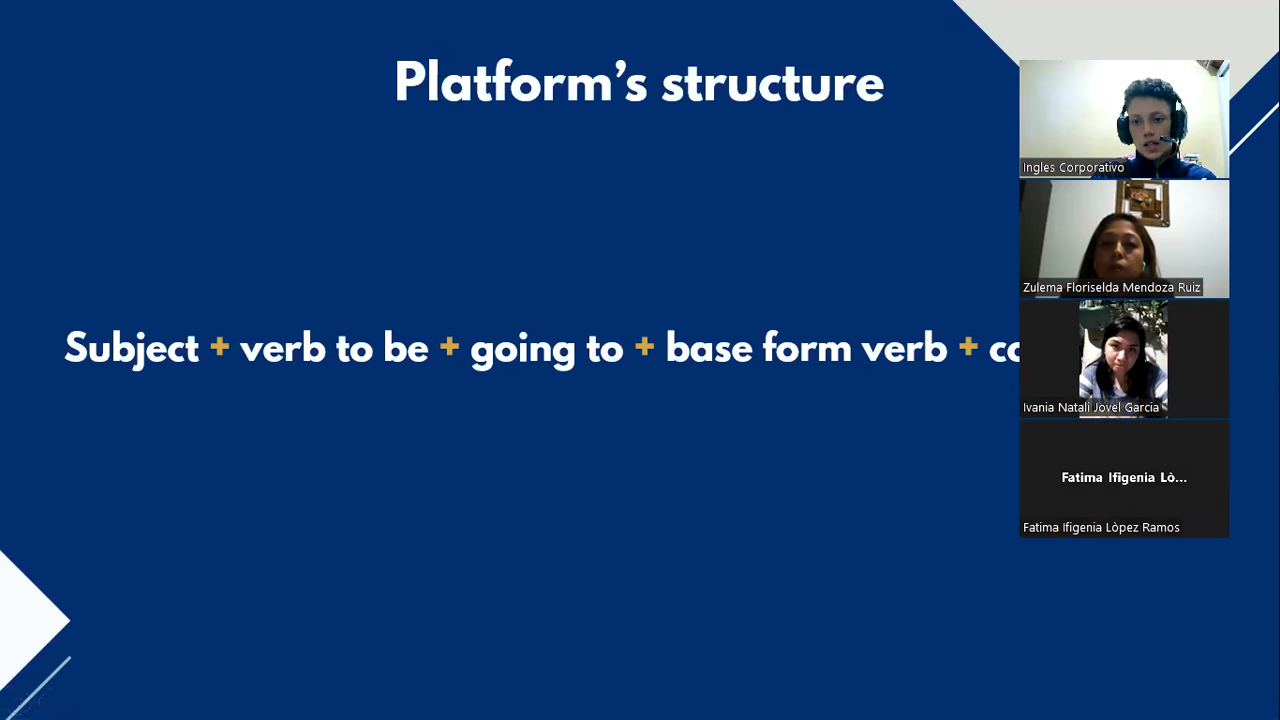 Platform’s structure
Subject + verb to be + going to + base form verb +
Ingles Corporativo
Zulema Floriselda Mendoza Ruiz
Ivania Natali Jovel Garcia
Fatima Ifigenia Lò...
Fatima Ifigenia Lòpez Ramos